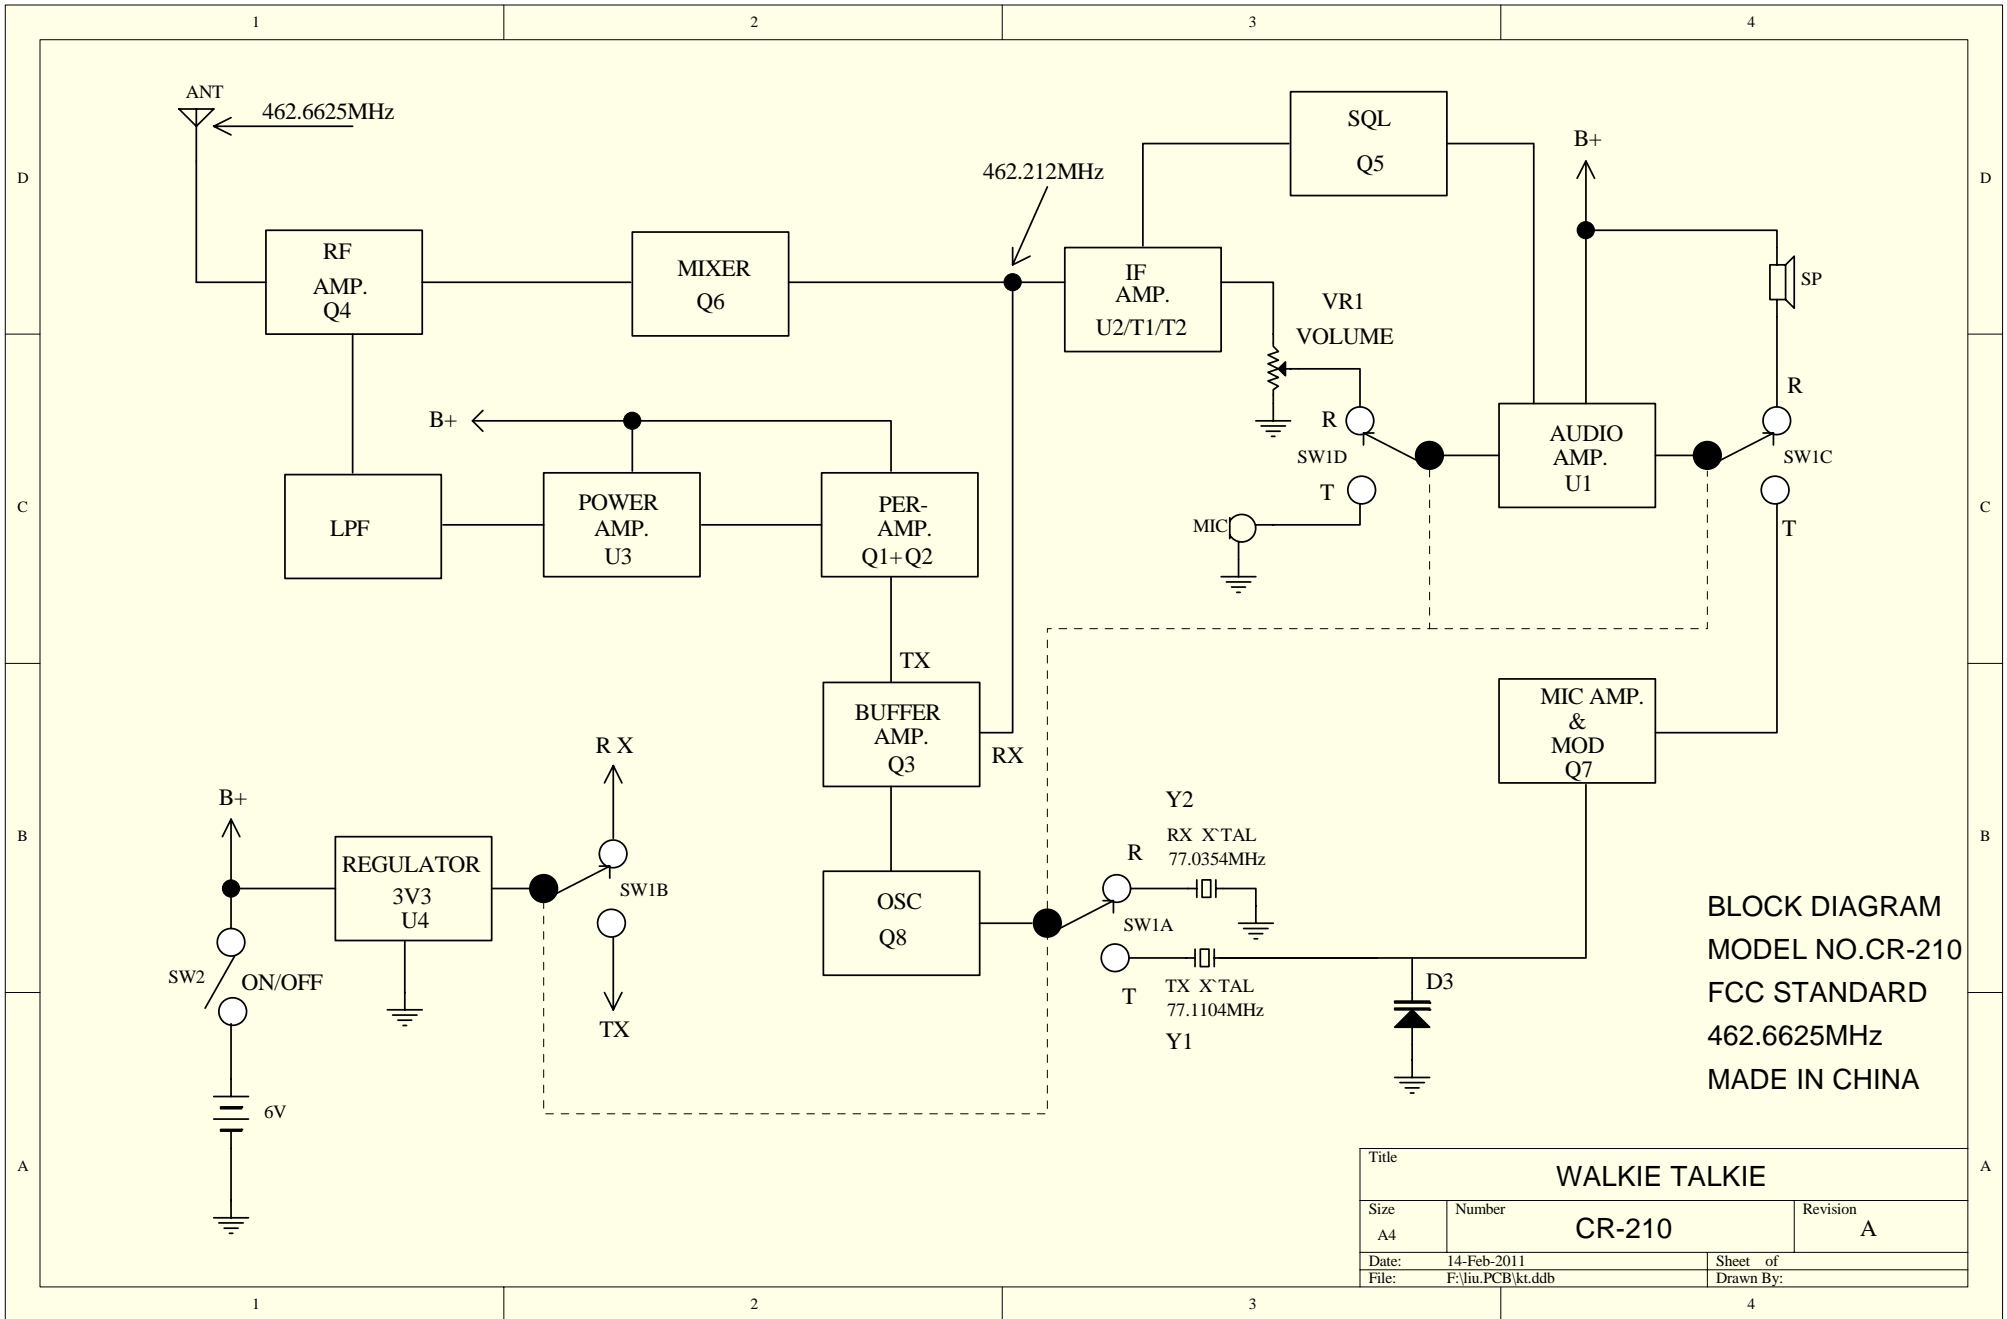 1 2 3 4
D
C
B
A
D
C
B
A
ANT
462.6625MHz
462.212MHz
SQL
Q5
B+
RF
AMP.
Q4
MIXER
Q6
IF
AMP.
U2/T1/T2
VR1
VOLUME
SP
R
B+
R
SW1D
T
AUDIO
AMP.
U1
SW1C
T
MIC
LPF
POWER
AMP.
U3
PER-
AMP.
Q1+Q2
TX
BUFFER
AMP.
Q3
RX
MIC AMP.
&
MOD
Q7
R X
B+
REGULATOR
3V3
U4
SW1B
TX
SW2
ON/OFF
6V
OSC
Q8
Y2
RX X`TAL
77.0354MHz
R
SW1A
T
TX X`TAL
77.1104MHz
Y1
D3
BLOCK DIAGRAM
MODEL NO.CR-210
FCC STANDARD
462.6625MHz
MADE IN CHINA
Title
WALKIE TALKIE
Size Number Revision
A4 CR-210 A
Date: 14-Feb-2011 Sheet of
File: F:\liu.PCB\kt.ddb Drawn By:
1 2 3 4